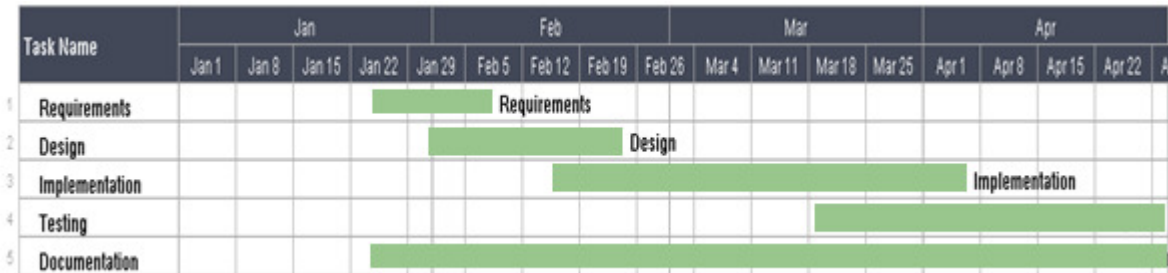 Task Name Jan Feb Mar Apr
Jan 1 Jan 8 Jan 15 Jan 22 Jan 29 Feb 5 Feb 12 Feb 19 Feb 26 Mar 4 Mar 11 Mar 18 Mar 25 Apr 1 Apr 8 Apr 15 Apr 22 A
1 Requirements Requirements
2 Design Design
3 Implementation Implementation
4 Testing
5 Documentation